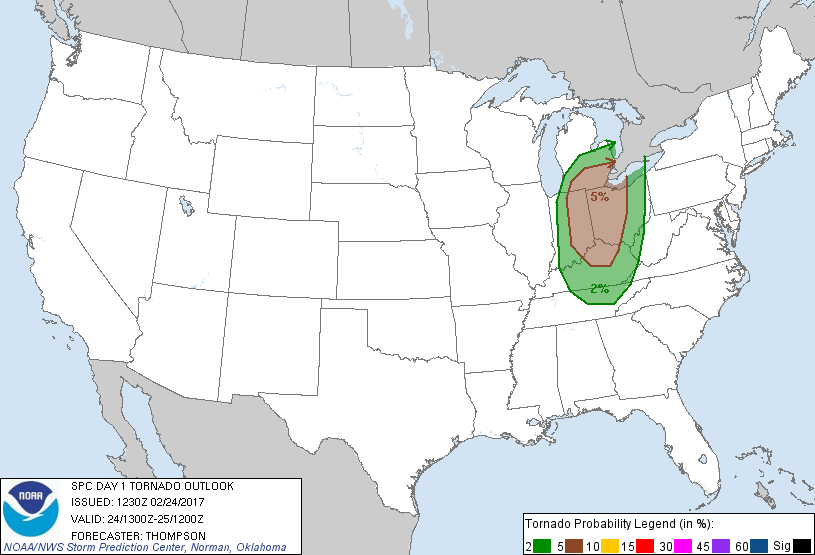 5%
2%
NOAA
SPC DAY 1 TORNADO OUTLOOK
ISSUED: 1230Z 02/24/2017
VALID: 24/1300Z-25/1200Z
FORECASTER: THOMPSON
NOAA/NWS Storm Prediction Center, Norman, Oklahoma
Tornado Probability Legend (in %):
2 5 10 15 30 45 60 Sig